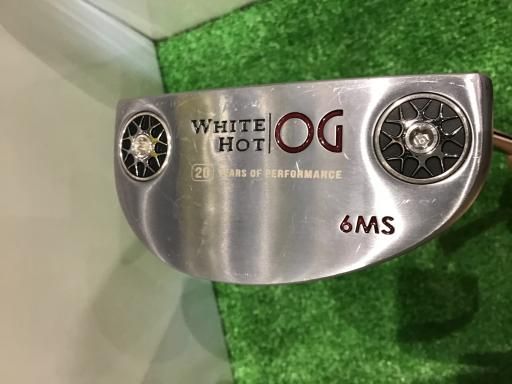 WHITE HOT OG
20 YEARS OF PERFORMANCE
6MS